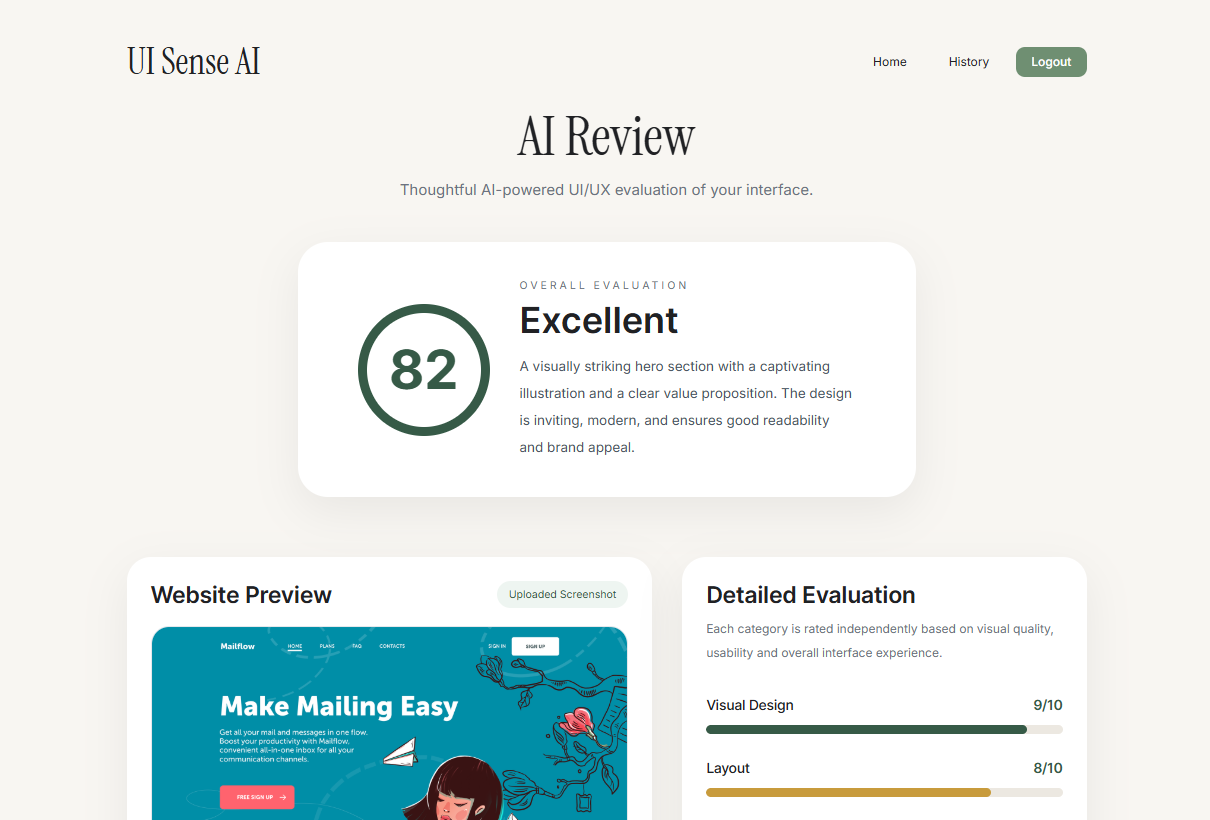 UI Sense AI
Home
History
Logout
AI Review
Thoughtful AI-powered UI/UX evaluation of your interface.
82
OVERALL EVALUATION
Excellent
A visually striking hero section with a captivating
illustration and a clear value proposition. The design
is inviting, modern, and ensures good readability
and brand appeal.
Website Preview
Uploaded Screenshot
Mailflow
HOME
PLANS
FAQ
CONTACTS
SIGN IN
SIGN UP
Make Mailing Easy
Get all your mail and messages in one flow.
Boost your productivity with Mailflow,
convenient all-in-one inbox for all your
communication channels.
FREE SIGN UP
Detailed Evaluation
Each category is rated independently based on visual quality,
usability and overall interface experience.
Visual Design
9/10
Layout
8/10